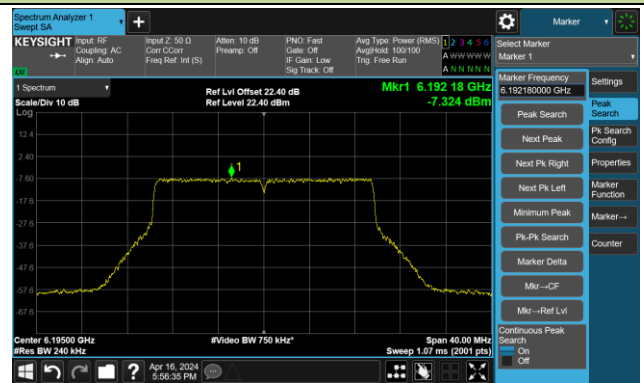 Spectrum Analyzer 1
Swept SA
Marker
KEYSIGHT
Input: RF
Coupling: AC
Align: Auto
Input Z: 50 Ω
Corr CCorr
Freq Ref: Int (S)
Atten: 10 dB
Preamp: Off
PNO: Fast
Gate: Off
IF Gain: Low
Sig Track: Off
Avg Type: Power (RMS)
Avg|Hold: 100/100
Trig: Free Run
1 2 3 4 5 6
A W W W W W
A N N N N N
Select Marker
Marker 1
LXI
1 Spectrum
Scale/Div 10 dB
Log
Ref Lvl Offset 22.40 dB
Ref Level 22.40 dBm
Mkr1 6.192 18 GHz
-7.324 dBm
12.4
2.40
-7.60
-17.6
-27.6
-37.6
-47.6
-57.6
-67.6
1
Center 6.19500 GHz
#Res BW 240 kHz
#Video BW 750 kHz*
Span 40.00 MHz
Sweep 1.07 ms (2001 pts)
Marker Frequency
6.192180000 GHz
Peak Search
Next Peak
Next Pk Right
Next Pk Left
Minimum Peak
Pk-Pk Search
Marker Delta
Mkr→CF
Mkr→Ref Lvl
Continuous Peak
Search
On
Off
Settings
Peak
Search
Pk Search
Config
Properties
Marker
Function
Marker→
Counter
?
Apr 16, 2024
5:56:35 PM